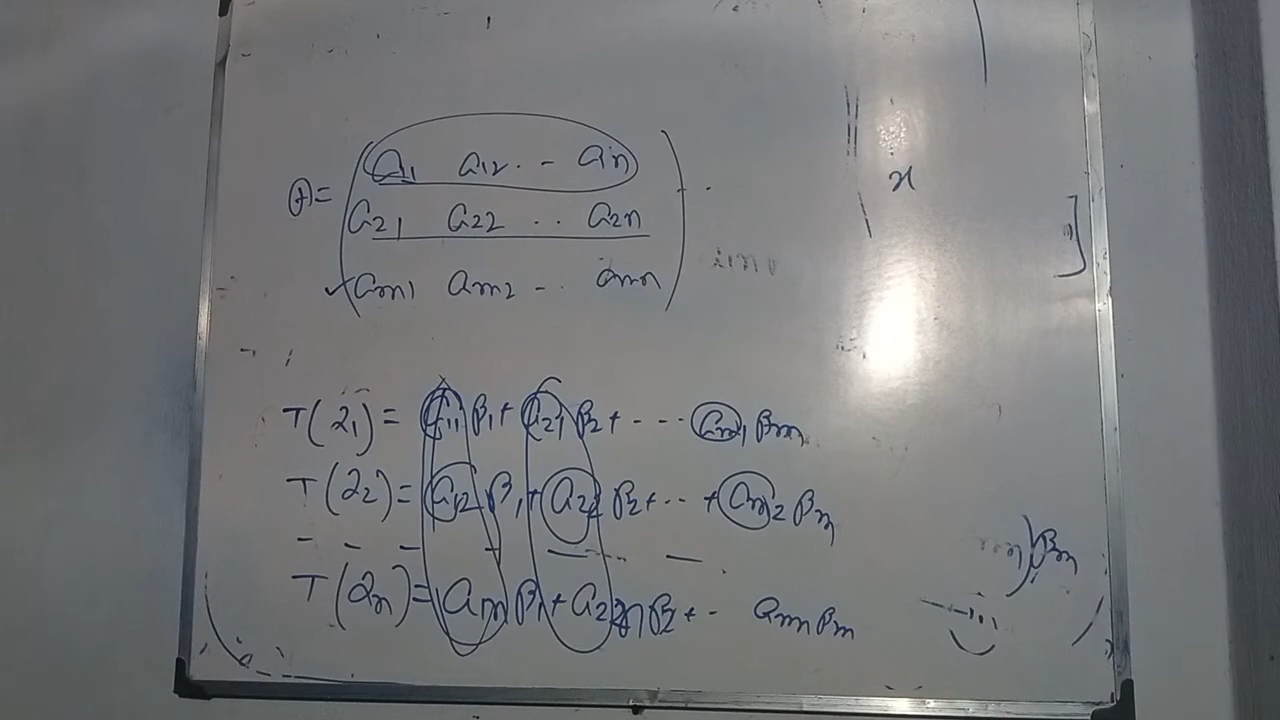 A = ( a11 a12 . - a1n )
a21 a22 . . a2n
am1 am2 - . . amn
x
T(α1) = a11 β1 + a21 β2 + - - - am1 βm
T(α2) = a12 β1 + a22 β2 + - - + am2 βm
T(αn) = a1n β1 + a2n β2 + - amn βm
βm